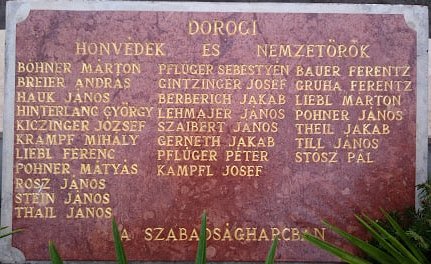 DOROGI
HONVÉDEK ÉS NEMZETŐRÖK
BOHNER MÁRTON
BREIER ANDRÁS
HAUK JÁNOS
HINTERLANG GYÖRGY
KICZINGER JÓZSEF
KRAMPF MIHÁLY
LIEBL FERENC
POHNER MÁTYÁS
ROSZ JÁNOS
STEIN JÁNOS
THAIL JÁNOS
PFLÜGER SEBESTYÉN
GINTZINGER JÓSEF
BERBERICH JAKAB
LEHMAJER JÁNOS
SZAIBERT JÁNOS
GERNETH JAKAB
PFLÜGER PÉTER
KAMPFL JÓSEF
BAUER FERENTZ
GRUHA FERENTZ
LIEBL MÁRTON
POHNER JÁNOS
THEIL JAKAB
TILL JÁNOS
STÓSZ PÁL
A SZABADSÁGHARCBAN